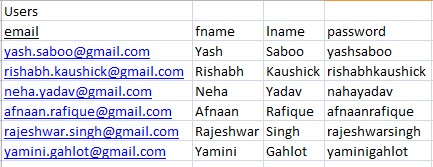 Users
email fname lname password
yash.saboo@gmail.com Yash Saboo yashsaboo
rishabh.kaushick@gmail.com Rishabh Kaushick rishabhkaushick
neha.yadav@gmail.com Neha Yadav nahayadav
afnaan.rafique@gmail.com Afnaan Rafique afnaanrafique
rajeshwar.singh@gmail.com Rajeshwar Singh rajeshwarsingh
yamini.gahlot@gmail.com Yamini Gahlot yaminigahlot